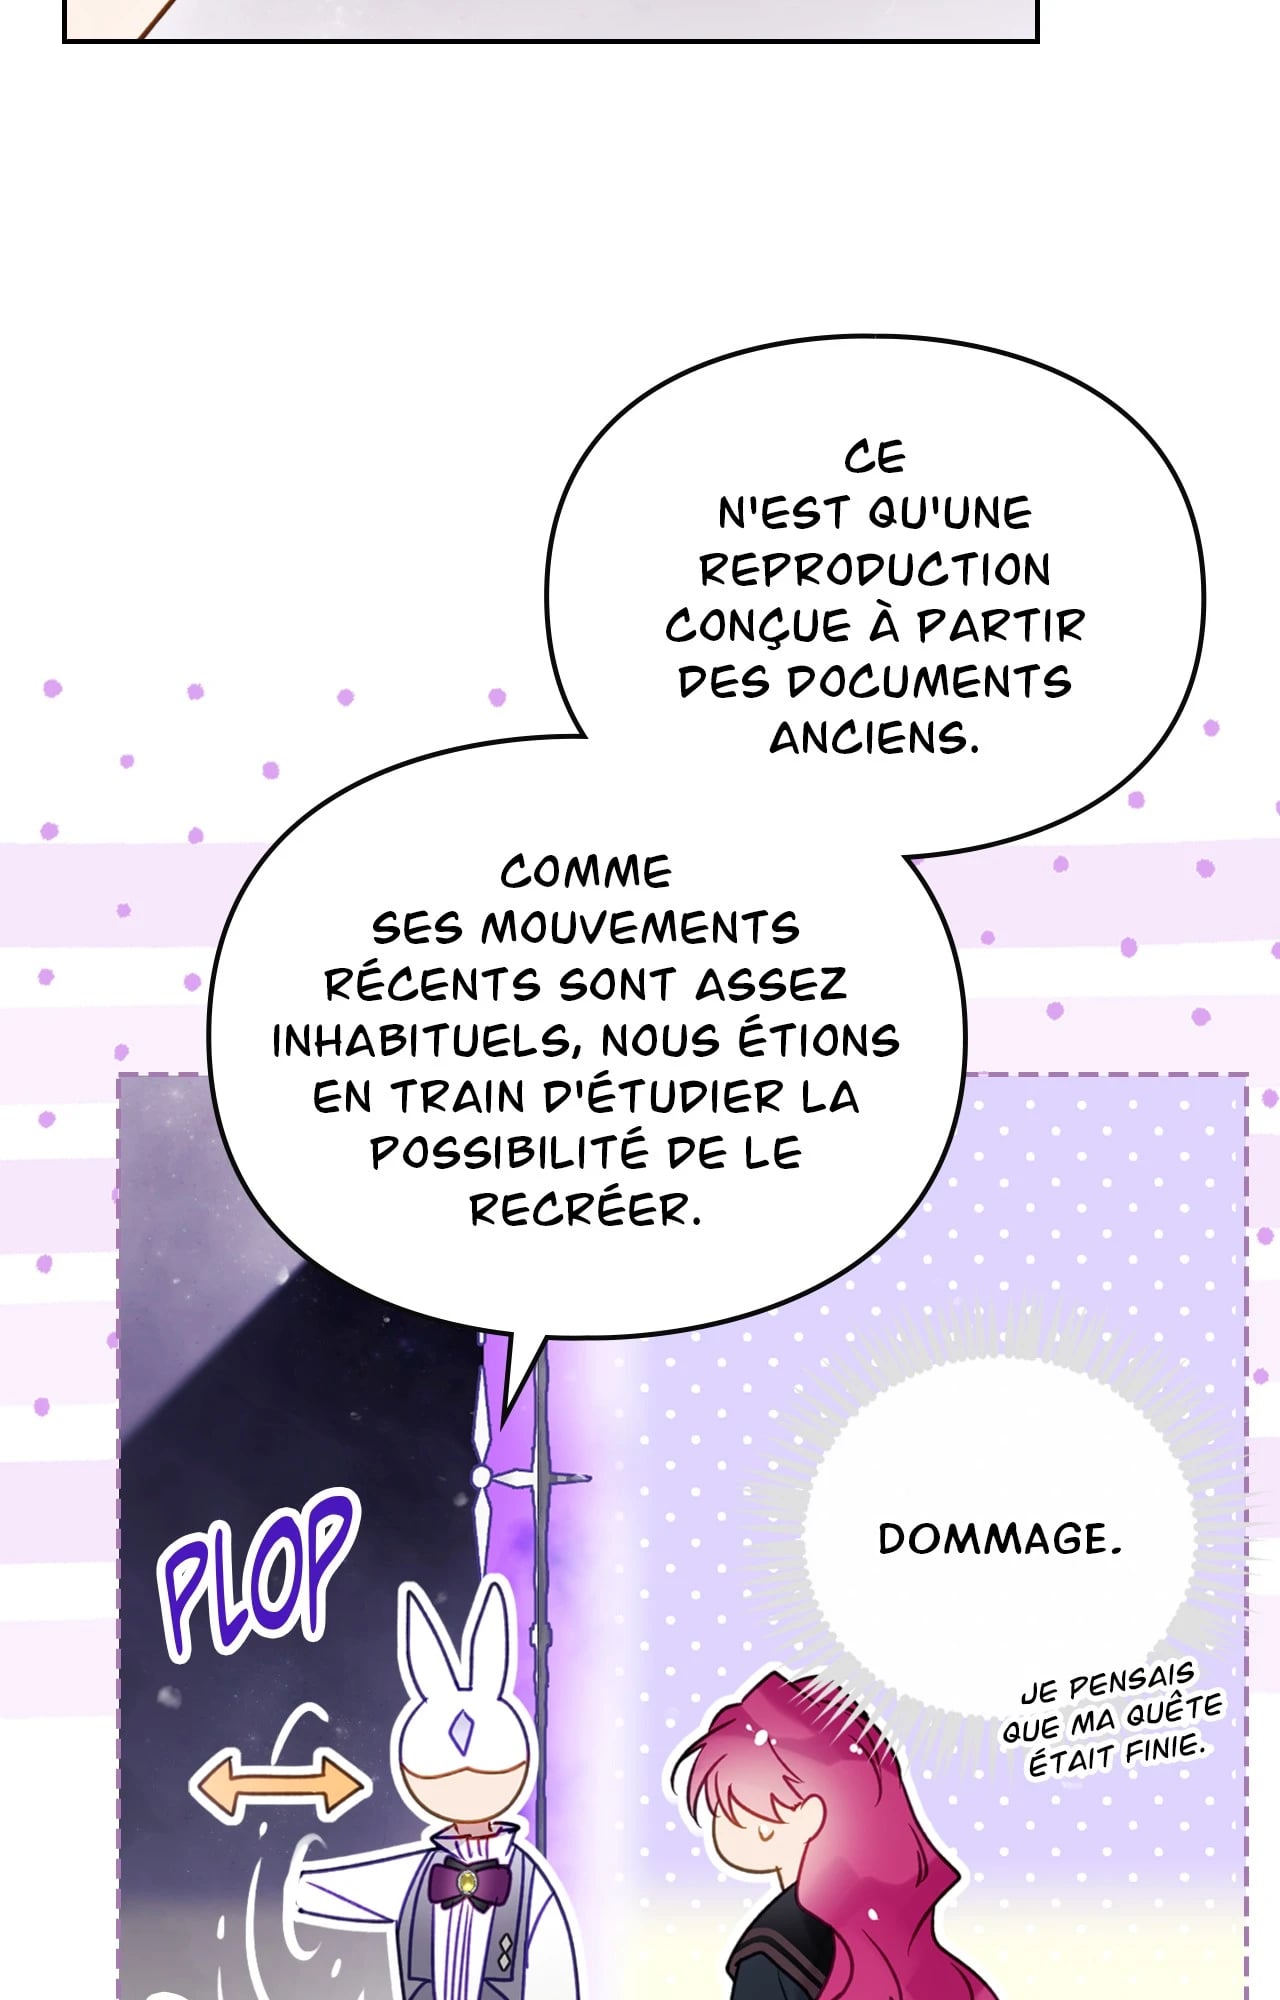 CE
N'EST QU'UNE
REPRODUCTION
CONÇUE À PARTIR
DES DOCUMENTS
ANCIENS.
COMME
SES MOUVEMENTS
RÉCENTS SONT ASSEZ
INHABITUELS, NOUS ÉTIONS
EN TRAIN D'ÉTUDIER LA
POSSIBILITÉ DE LE
RECRÉER.
PLOP
DOMMAGE.
JE PENSAIS
QUE MA QUÊTE
ÉTAIT FINIE.